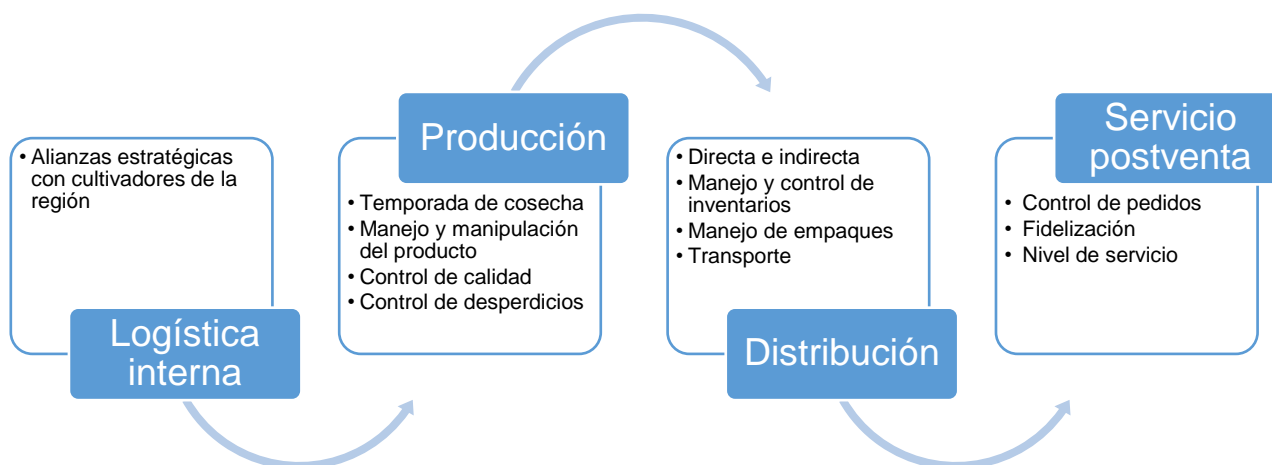 • Alianzas estratégicas
con cultivadores de la
región
Logística
interna
Producción
• Temporada de cosecha
• Manejo y manipulación
del producto
• Control de calidad
• Control de desperdicios
• Directa e indirecta
• Manejo y control de
inventarios
• Manejo de empaques
• Transporte
Distribución
Servicio
postventa
• Control de pedidos
• Fidelización
• Nivel de servicio